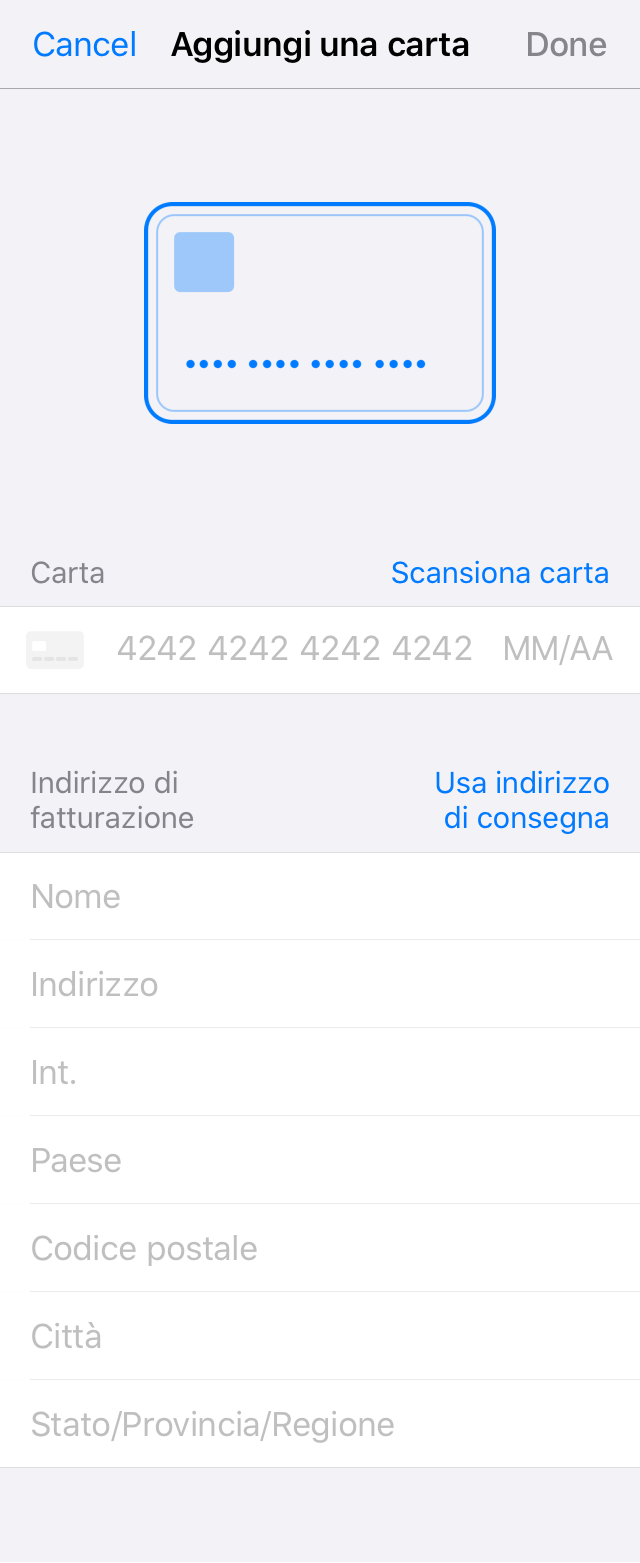 Cancel Aggiungi una carta Done
•••• •••• •••• ••••
Carta Scansiona carta
4242 4242 4242 4242 MM/AA
Indirizzo di fatturazione
Usa indirizzo di consegna
Nome
Indirizzo
Int.
Paese
Codice postale
Città
Stato/Provincia/Regione